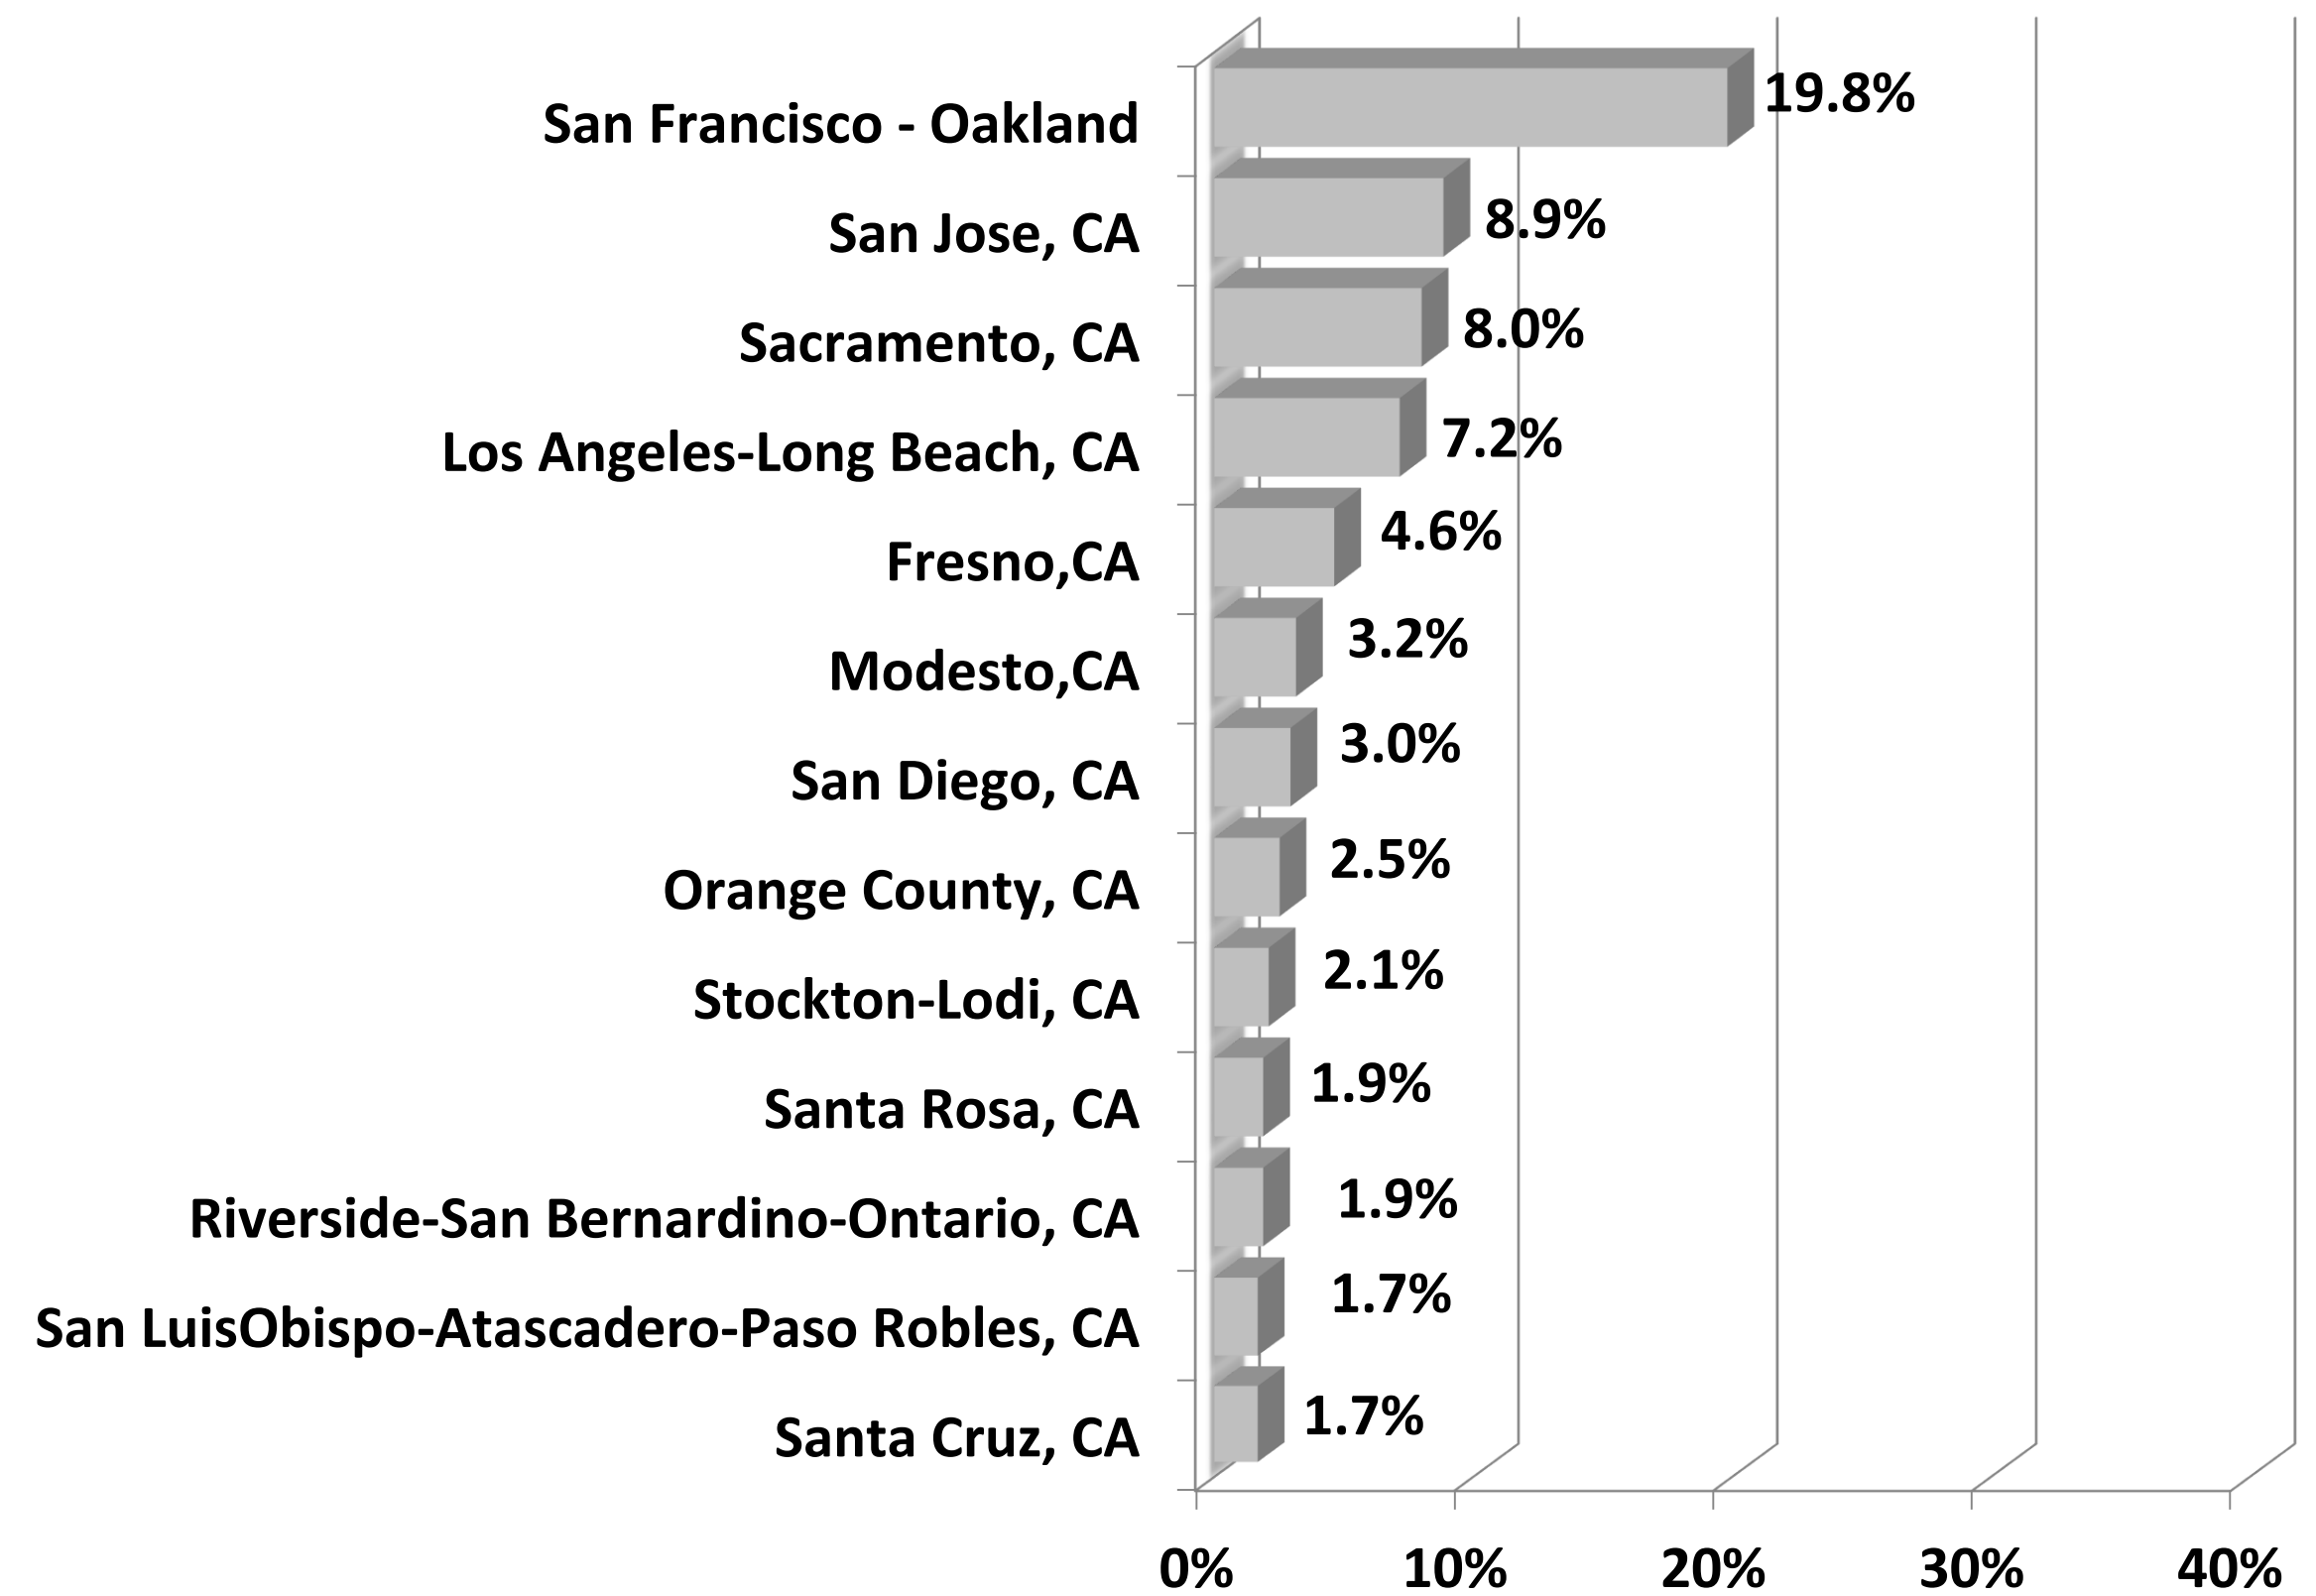 San Francisco - Oakland 19.8%
San Jose, CA 8.9%
Sacramento, CA 8.0%
Los Angeles-Long Beach, CA 7.2%
Fresno,CA 4.6%
Modesto,CA 3.2%
San Diego, CA 3.0%
Orange County, CA 2.5%
Stockton-Lodi, CA 2.1%
Santa Rosa, CA 1.9%
Riverside-San Bernardino-Ontario, CA 1.9%
San LuisObispo-Atascadero-Paso Robles, CA 1.7%
Santa Cruz, CA 1.7%
0% 10% 20% 30% 40%